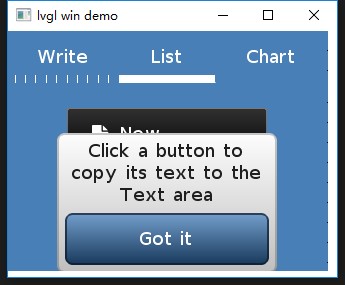 lvgl win demo
Write List Chart
New
Click a button to
copy its text to the
Text area
Got it